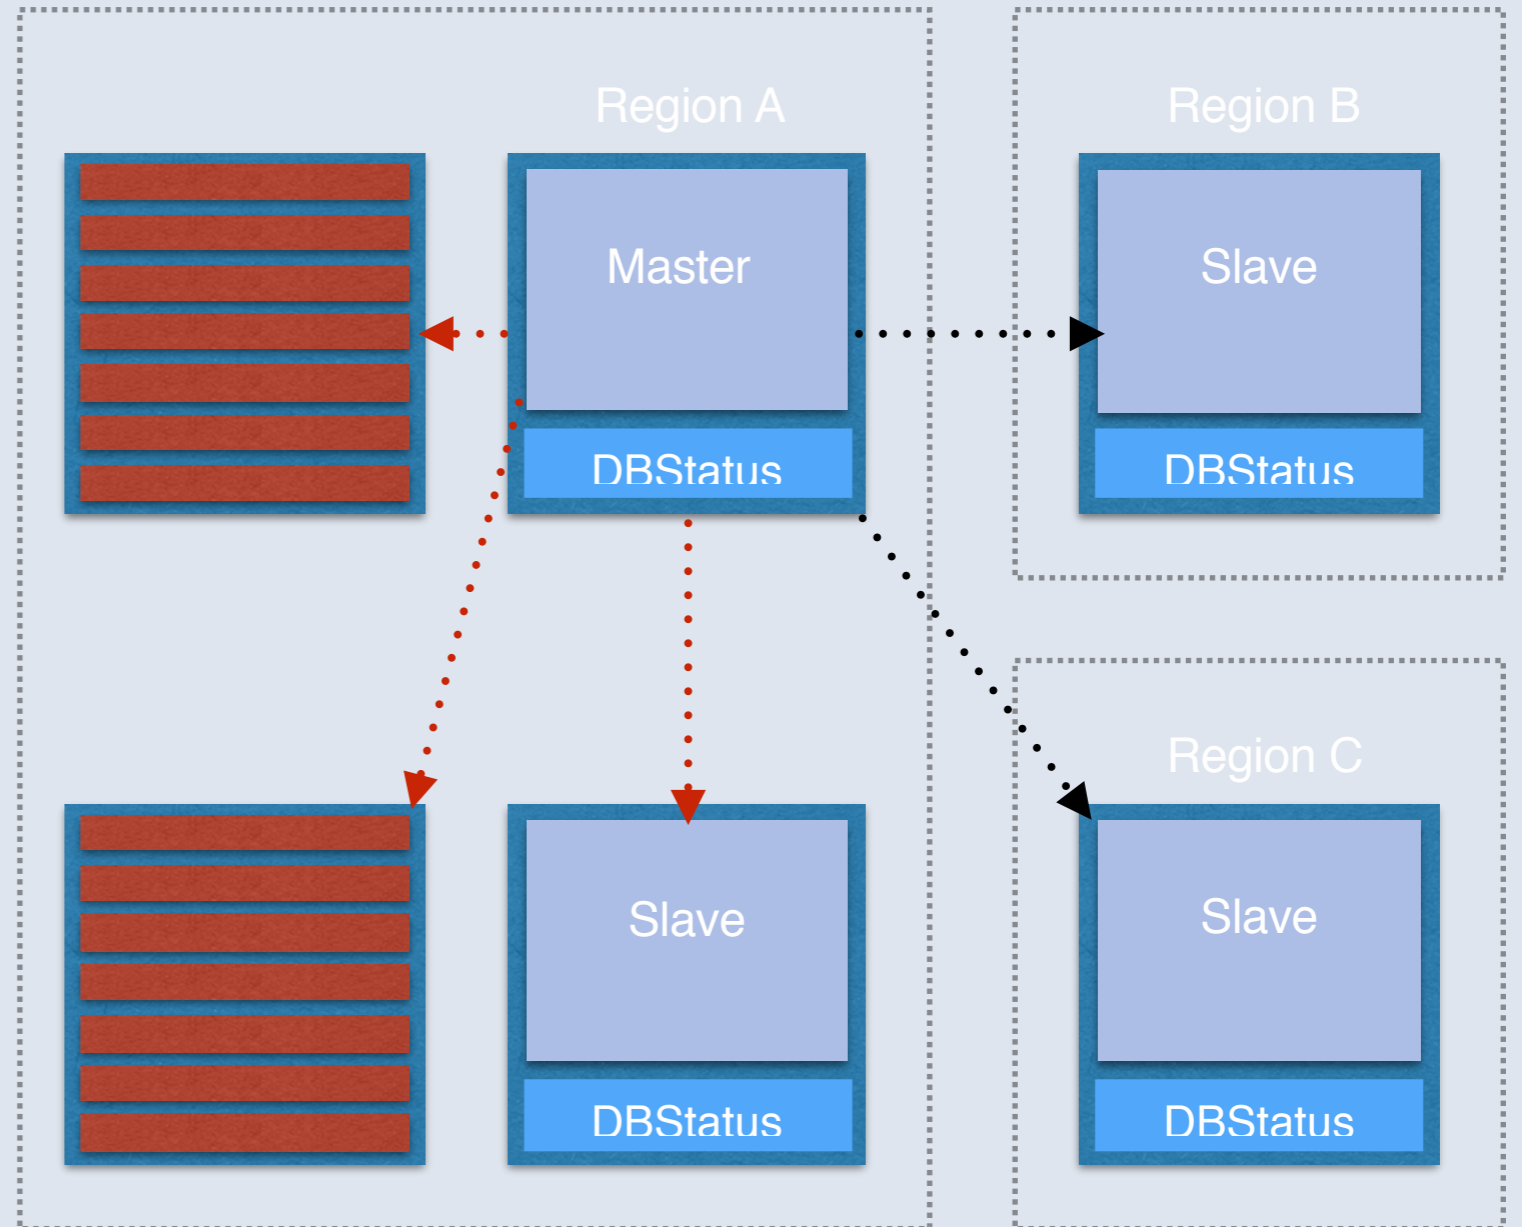 Region A
Region B
Master
Slave
DBStatus
DBStatus
Region C
Slave
Slave
DBStatus
DBStatus